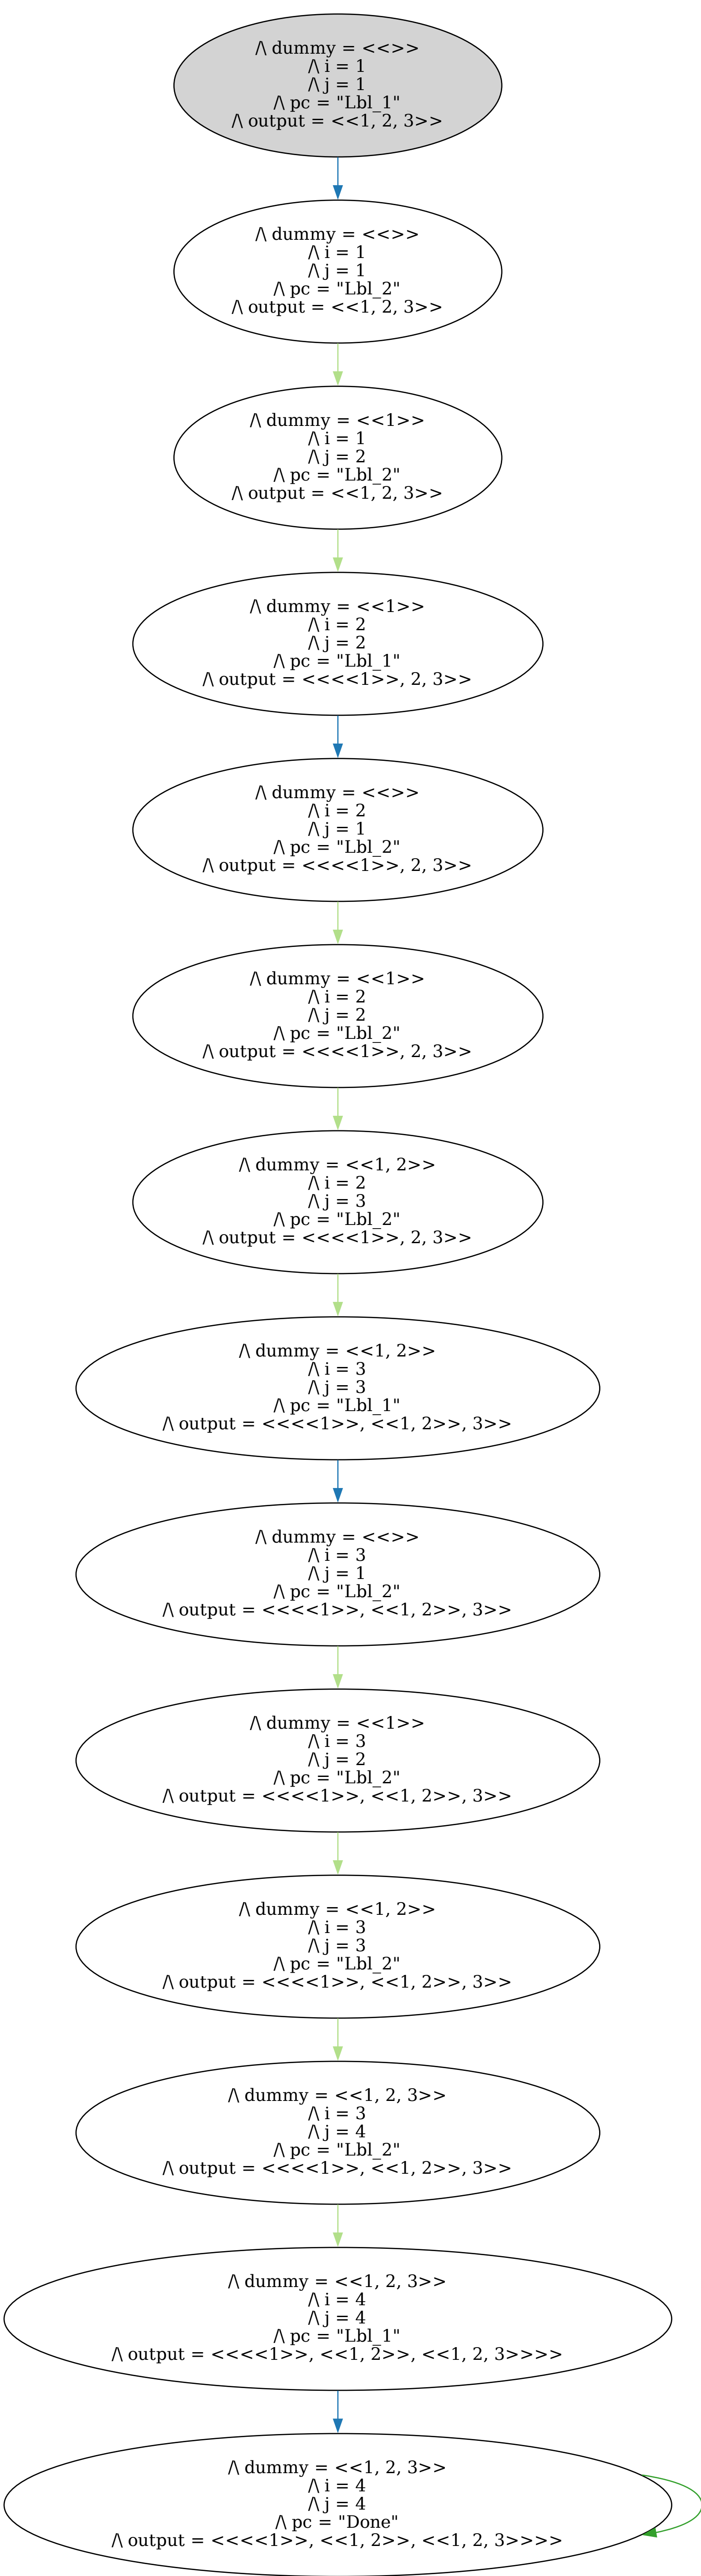 /\ dummy = <<>>
/\ i = 1
/\ j = 1
/\ pc = "Lbl_1"
/\ output = <<1, 2, 3>>
/\ dummy = <<>>
/\ i = 1
/\ j = 1
/\ pc = "Lbl_2"
/\ output = <<1, 2, 3>>
/\ dummy = <<1>>
/\ i = 1
/\ j = 2
/\ pc = "Lbl_2"
/\ output = <<1, 2, 3>>
/\ dummy = <<1>>
/\ i = 2
/\ j = 2
/\ pc = "Lbl_1"
/\ output = <<<<1>>, 2, 3>>
/\ dummy = <<>>
/\ i = 2
/\ j = 1
/\ pc = "Lbl_2"
/\ output = <<<<1>>, 2, 3>>
/\ dummy = <<1>>
/\ i = 2
/\ j = 2
/\ pc = "Lbl_2"
/\ output = <<<<1>>, 2, 3>>
/\ dummy = <<1, 2>>
/\ i = 2
/\ j = 3
/\ pc = "Lbl_2"
/\ output = <<<<1>>, 2, 3>>
/\ dummy = <<1, 2>>
/\ i = 3
/\ j = 3
/\ pc = "Lbl_1"
/\ output = <<<<1>>, <<1, 2>>, 3>>
/\ dummy = <<>>
/\ i = 3
/\ j = 1
/\ pc = "Lbl_2"
/\ output = <<<<1>>, <<1, 2>>, 3>>
/\ dummy = <<1>>
/\ i = 3
/\ j = 2
/\ pc = "Lbl_2"
/\ output = <<<<1>>, <<1, 2>>, 3>>
/\ dummy = <<1, 2>>
/\ i = 3
/\ j = 3
/\ pc = "Lbl_2"
/\ output = <<<<1>>, <<1, 2>>, 3>>
/\ dummy = <<1, 2, 3>>
/\ i = 3
/\ j = 4
/\ pc = "Lbl_2"
/\ output = <<<<1>>, <<1, 2>>, 3>>
/\ dummy = <<1, 2, 3>>
/\ i = 4
/\ j = 4
/\ pc = "Lbl_1"
/\ output = <<<<1>>, <<1, 2>>, <<1, 2, 3>>>>
/\ dummy = <<1, 2, 3>>
/\ i = 4
/\ j = 4
/\ pc = "Done"
/\ output = <<<<1>>, <<1, 2>>, <<1, 2, 3>>>>